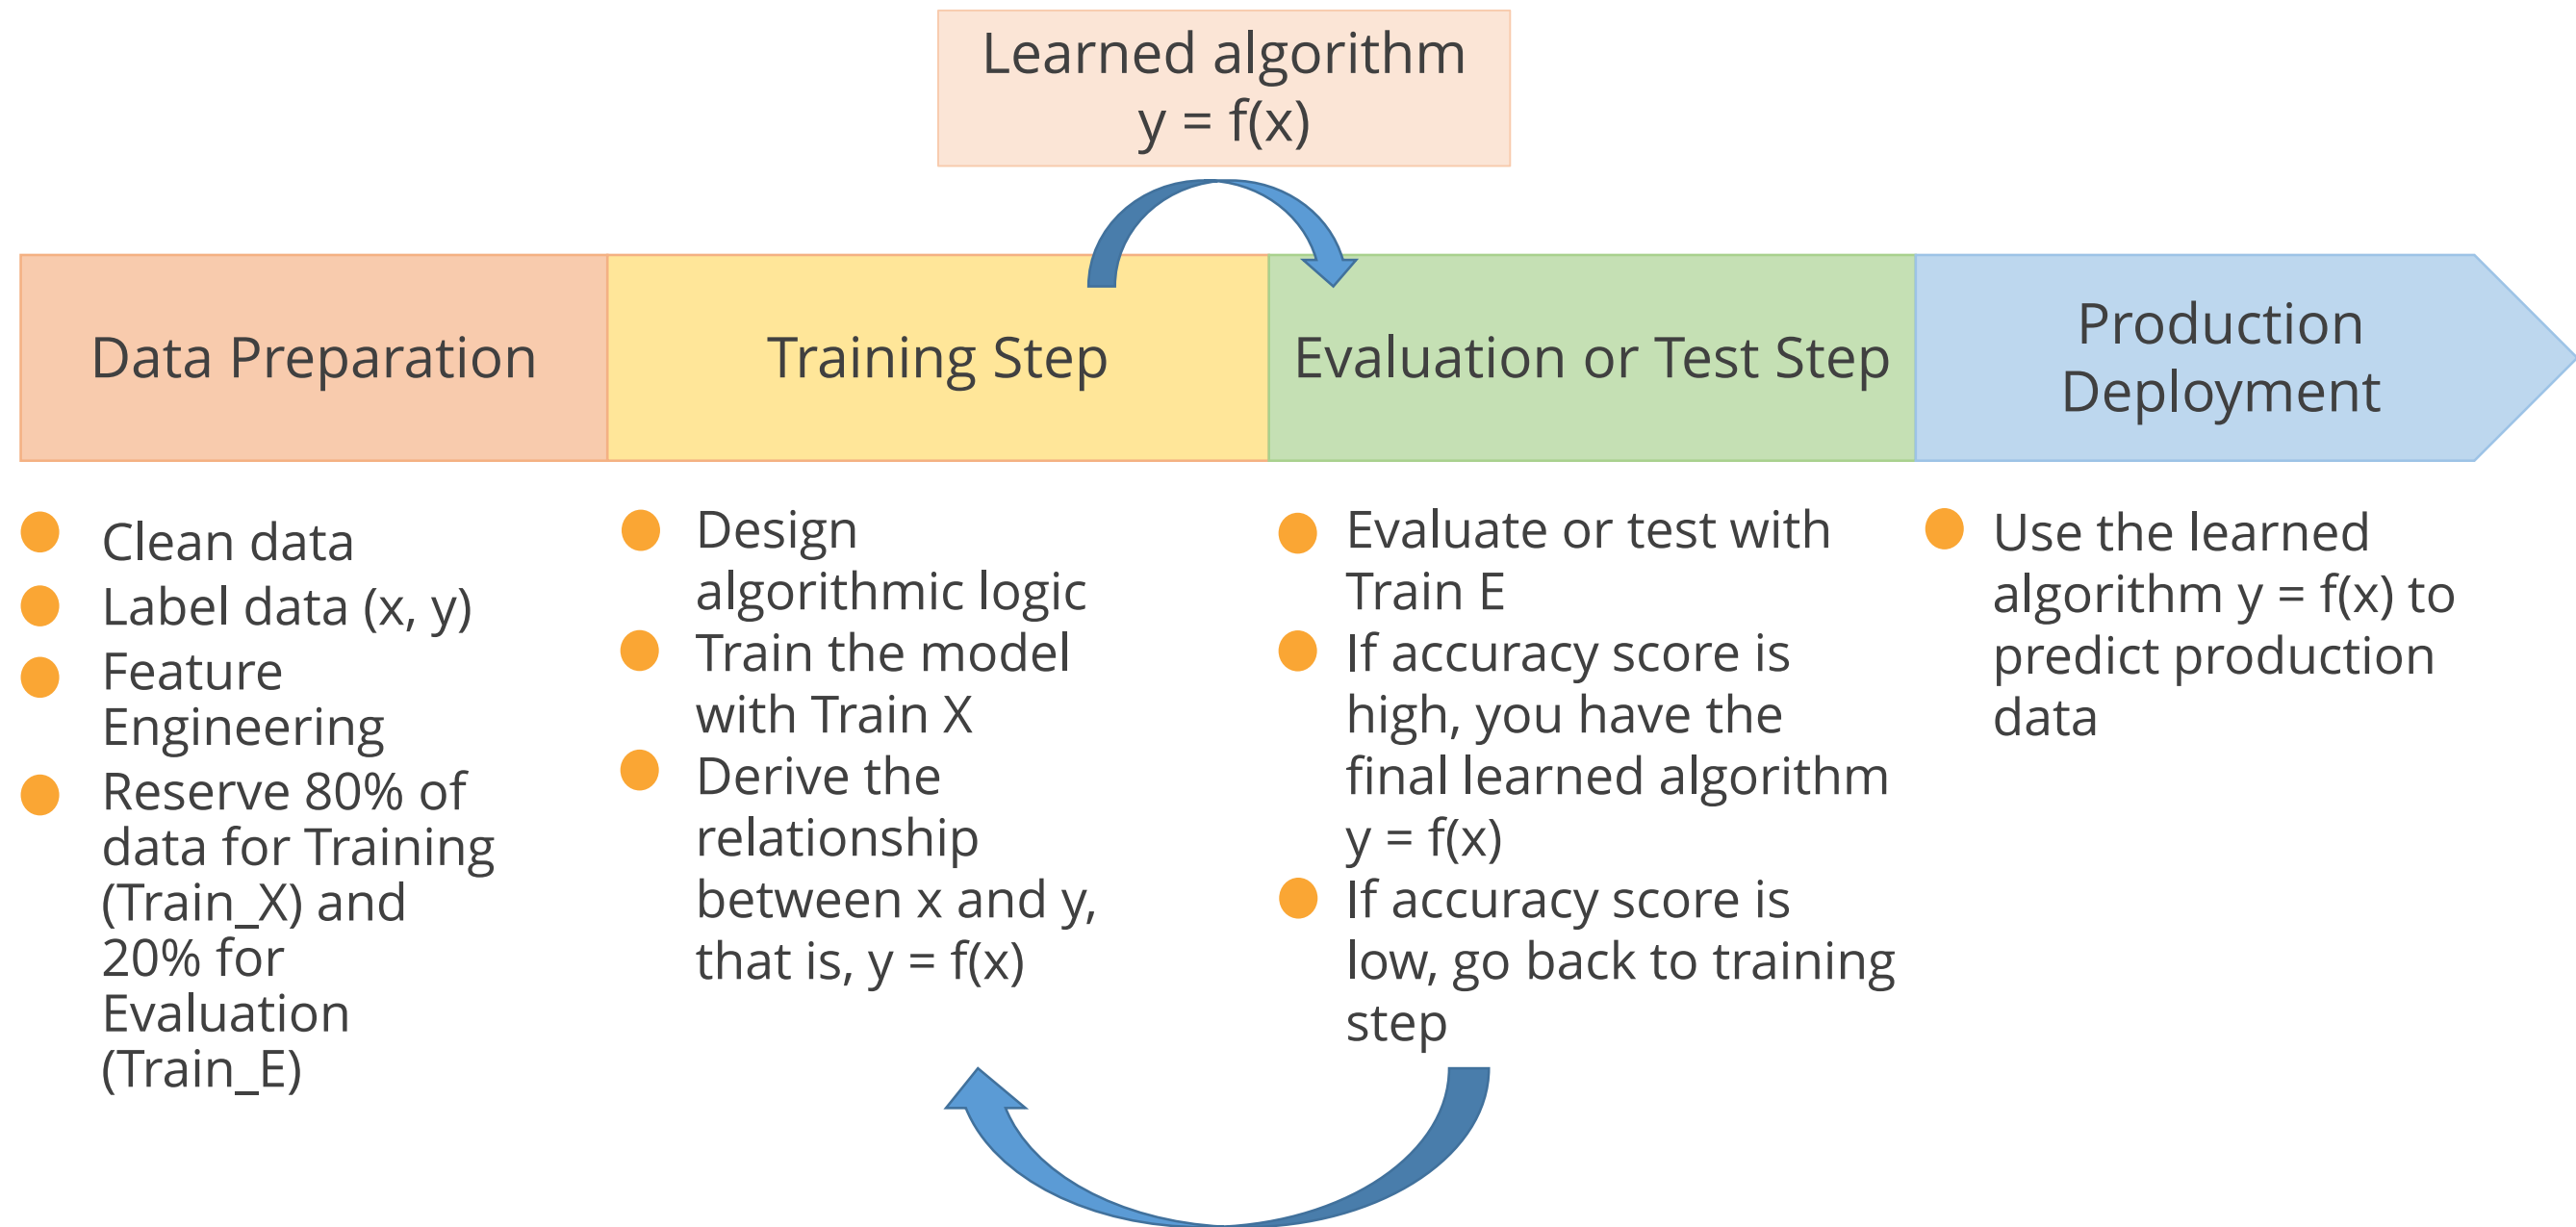 Learned algorithm
y = f(x)
Data Preparation
Training Step
Evaluation or Test Step
Production
Deployment
Clean data
Label data (x, y)
Feature
Engineering
Reserve 80% of
data for Training
(Train_X) and
20% for
Evaluation
(Train_E)
Design
algorithmic logic
Train the model
with Train X
Derive the
relationship
between x and y,
that is, y = f(x)
Evaluate or test with
Train E
If accuracy score is
high, you have the
final learned algorithm
y = f(x)
If accuracy score is
low, go back to training
step
Use the learned
algorithm y = f(x) to
predict production
data